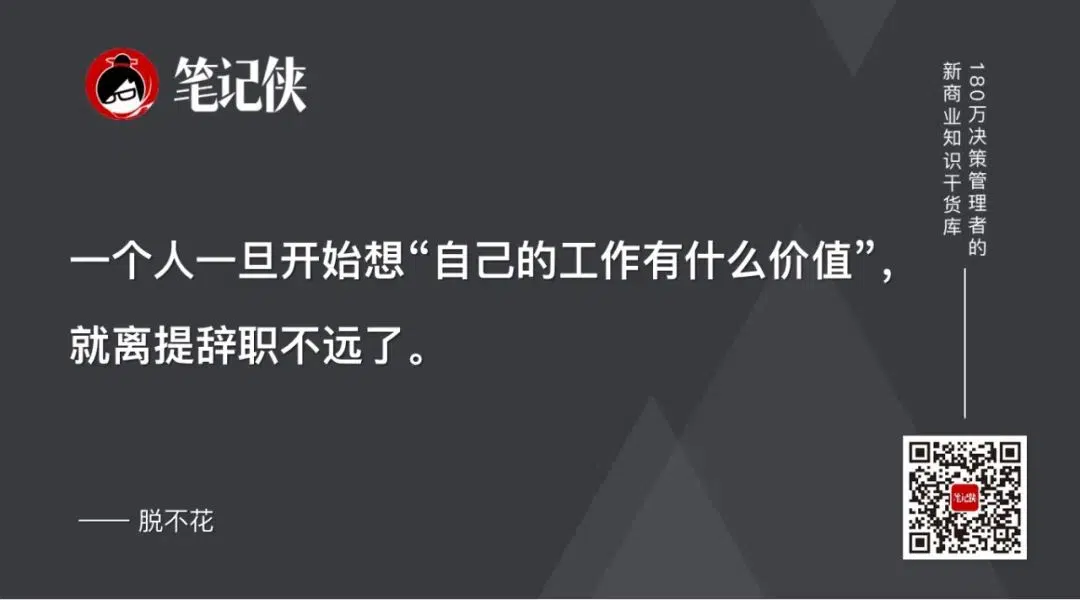 笔记侠
180万决策管理者的
新商业知识干货库
一个人一旦开始想“自己的工作有什么价值”，
就离提辞职不远了。
—— 脱不花
笔记侠